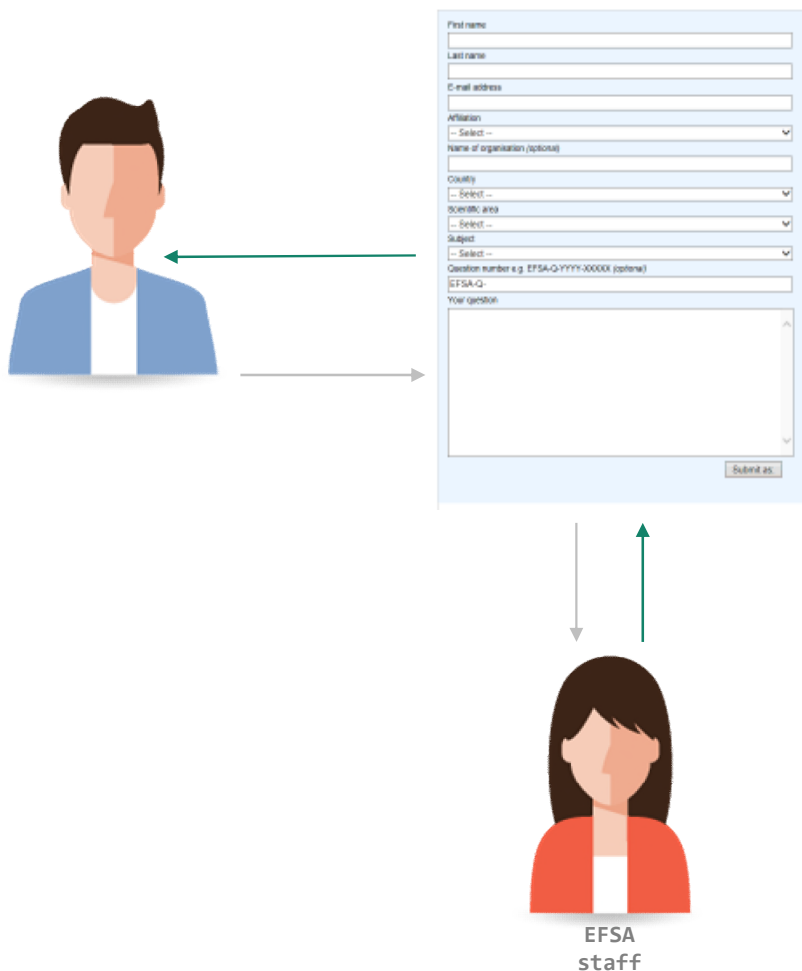 First name
Last name
E-mail address
Affiliation
-- Select --
Name of organisation (optional)
Country
-- Select --
Scientific area
-- Select --
Subject
-- Select --
Question number e.g. EFSA-Q-YYYY-XXXXX (optional)
EFSA-Q-
Your question
Submit as:
EFSA
staff